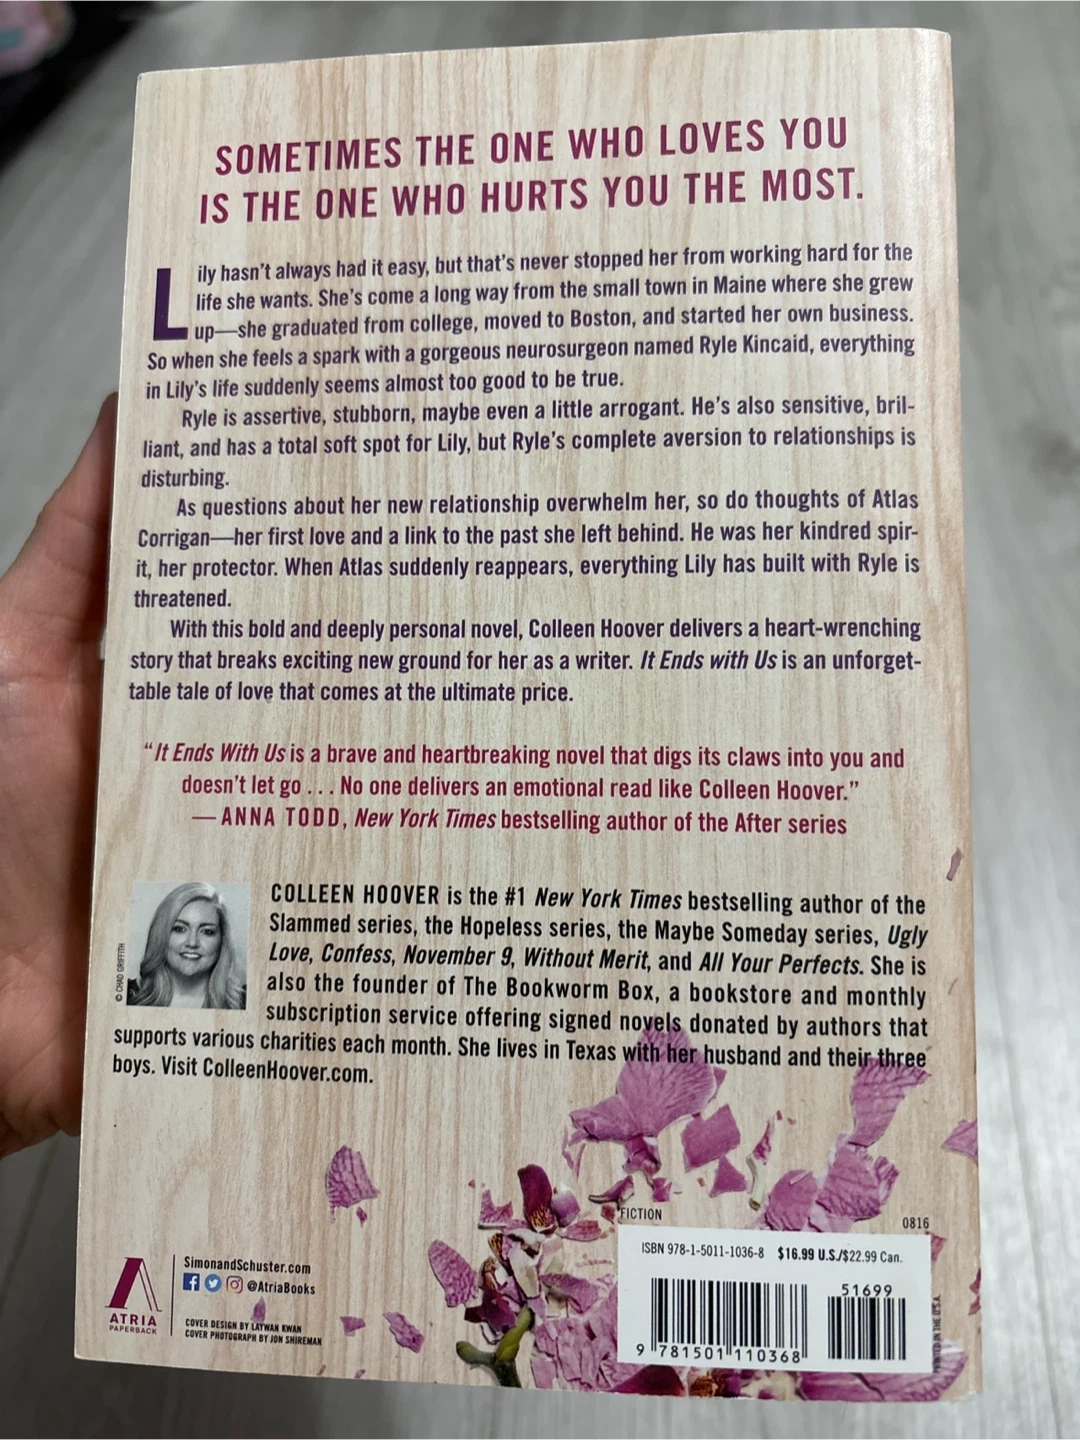 SOMETIMES THE ONE WHO LOVES YOU
IS THE ONE WHO HURTS YOU THE MOST.
Lily hasn't always had it easy, but that's never stopped her from working hard for the
life she wants. She's come a long way from the small town in Maine where she grew
up—she graduated from college, moved to Boston, and started her own business.
So when she feels a spark with a gorgeous neurosurgeon named Ryle Kincaid, everything
in Lily's life suddenly seems almost too good to be true.
Ryle is assertive, stubborn, maybe even a little arrogant. He's also sensitive, bril-
liant, and has a total soft spot for Lily, but Ryle's complete aversion to relationships is
disturbing.
As questions about her new relationship overwhelm her, so do thoughts of Atlas
Corrigan—her first love and a link to the past she left behind. He was her kindred spir-
it, her protector. When Atlas suddenly reappears, everything Lily has built with Ryle is
threatened.
With this bold and deeply personal novel, Colleen Hoover delivers a heart-wrenching
story that breaks exciting new ground for her as a writer. It Ends with Us is an unforget-
table tale of love that comes at the ultimate price.
"It Ends With Us is a brave and heartbreaking novel that digs its claws into you and
doesn't let go . . . No one delivers an emotional read like Colleen Hoover."
— ANNA TODD, New York Times bestselling author of the After series
© CHAD GRIFFITH
COLLEEN HOOVER is the #1 New York Times bestselling author of the
Slammed series, the Hopeless series, the Maybe Someday series, Ugly
Love, Confess, November 9, Without Merit, and All Your Perfects. She is
also the founder of The Bookworm Box, a bookstore and monthly
subscription service offering signed novels donated by authors that
supports various charities each month. She lives in Texas with her husband and their three
boys. Visit ColleenHoover.com.
FICTION
0816
ISBN 978-1-5011-1036-8 $16.99 U.S./$22.99 Can.
51699
9 781501 110368
PRINTED IN THE U.S.A.
ATRIA
PAPERBACK
SimonandSchuster.com
@AtriaBooks
COVER DESIGN BY LAYWAN KWAN
COVER PHOTOGRAPH BY JON SHIREMAN